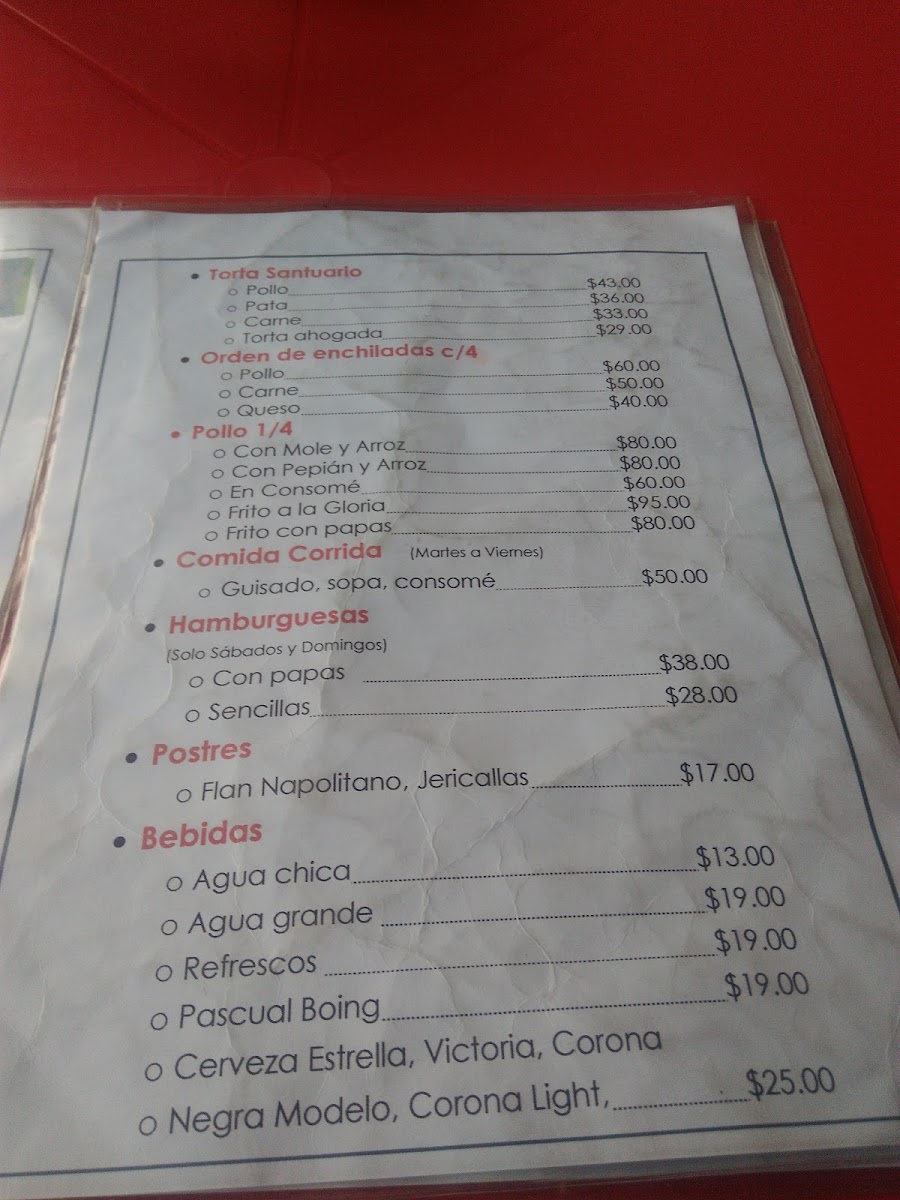 • Torta Santuario
o Pollo $43.00
o Pata $36.00
o Carne $33.00
o Torta ahogada $29.00
• Orden de enchiladas c/4
o Pollo $60.00
o Carne $50.00
o Queso $40.00
• Pollo 1/4
o Con Mole y Arroz $80.00
o Con Pepián y Arroz $80.00
o En Consomé $60.00
o Frito a la Gloria $95.00
o Frito con papas $80.00
• Comida Corrida (Martes a Viernes)
o Guisado, sopa, consomé $50.00
• Hamburguesas
(Solo Sábados y Domingos)
o Con papas $38.00
o Sencillas $28.00
• Postres
o Flan Napolitano, Jericallas $17.00
• Bebidas
o Agua chica $13.00
o Agua grande $19.00
o Refrescos $19.00
o Pascual Boing $19.00
o Cerveza Estrella, Victoria, Corona
o Negra Modelo, Corona Light, $25.00